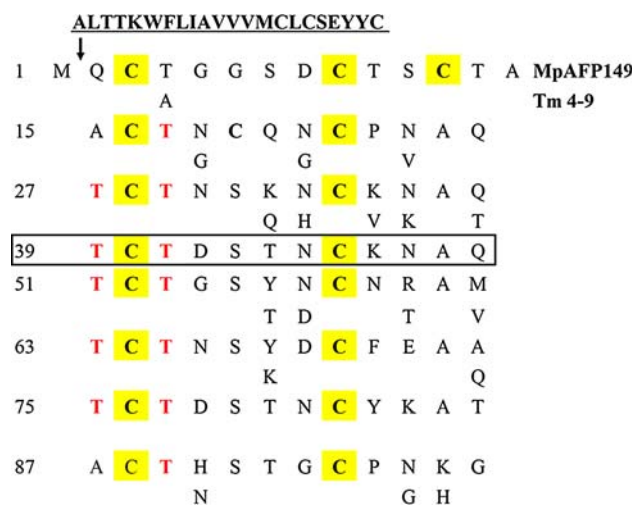 ALTTKWFLIAVVVMCLCSEYYC
1 M Q C T G G S D C T S C T A MpAFP149
A Tm 4-9
15 A C T N C Q N C P N A Q
G G V
27 T C T N S K N C K N A Q
Q H V K T
39 T C T D S T N C K N A Q
51 T C T G S Y N C N R A M
T D T V
63 T C T N S Y D C F E A A
K Q
75 T C T D S T N C Y K A T
87 A C T H S T G C P N K G
N G H